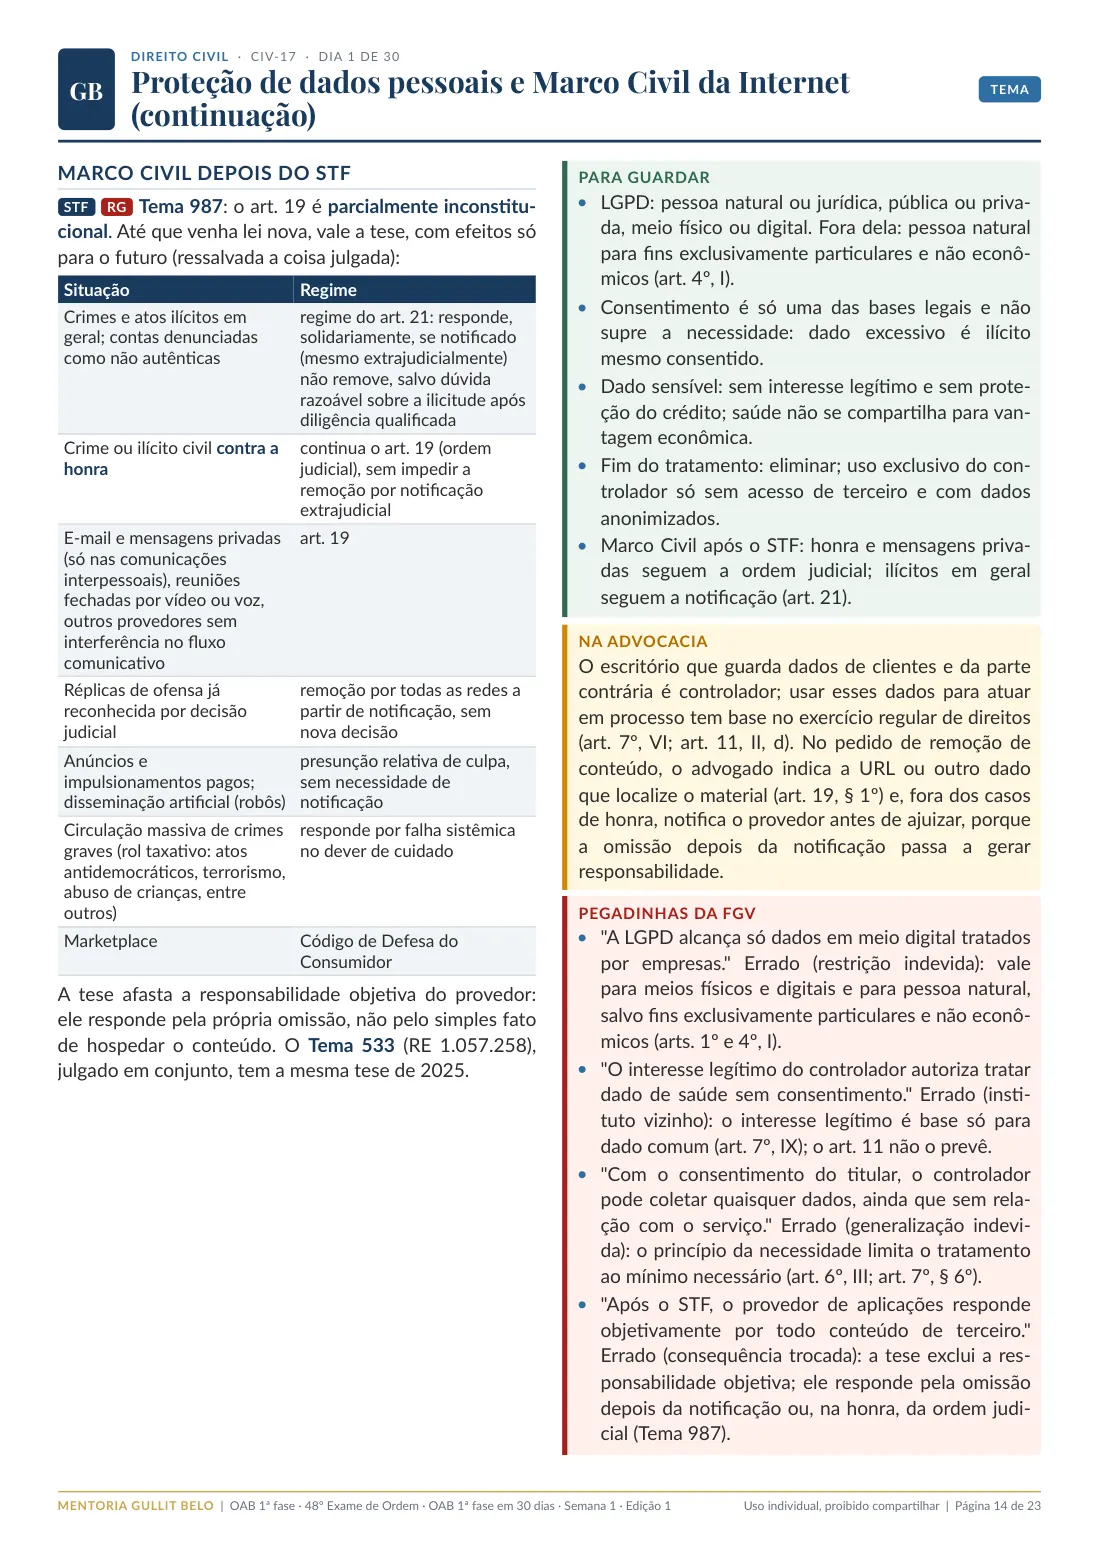 GB
DIREITO CIVIL · CIV-17 · DIA 1 DE 30
Proteção de dados pessoais e Marco Civil da Internet
(continuação)
TEMA
MARCO CIVIL DEPOIS DO STF
STF RG Tema 987: o art. 19 é parcialmente inconstitu-
cional. Até que venha lei nova, vale a tese, com efeitos só
para o futuro (ressalvada a coisa julgada):
Situação Regime
Crimes e atos ilícitos em
geral; contas denunciadas
como não autênticas
regime do art. 21: responde,
solidariamente, se notificado
(mesmo extrajudicialmente)
não remove, salvo dúvida
razoável sobre a ilicitude após
diligência qualificada
Crime ou ilícito civil contra a
honra
continua o art. 19 (ordem
judicial), sem impedir a
remoção por notificação
extrajudicial
E-mail e mensagens privadas
(só nas comunicações
interpessoais), reuniões
fechadas por vídeo ou voz,
outros provedores sem
interferência no fluxo
comunicativo
art. 19
Réplicas de ofensa já
reconhecida por decisão
judicial
remoção por todas as redes a
partir de notificação, sem
nova decisão
Anúncios e
impulsionamentos pagos;
disseminação artificial (robôs)
presunção relativa de culpa,
sem necessidade de
notificação
Circulação massiva de crimes
graves (rol taxativo: atos
antidemocráticos, terrorismo,
abuso de crianças, entre
outros)
responde por falha sistêmica
no dever de cuidado
Marketplace
Código de Defesa do
Consumidor
A tese afasta a responsabilidade objetiva do provedor:
ele responde pela própria omissão, não pelo simples fato
de hospedar o conteúdo. O Tema 533 (RE 1.057.258),
julgado em conjunto, tem a mesma tese de 2025.
PARA GUARDAR
• LGPD: pessoa natural ou jurídica, pública ou priva-
da, meio físico ou digital. Fora dela: pessoa natural
para fins exclusivamente particulares e não econô-
micos (art. 4º, I).
• Consentimento é só uma das bases legais e não
supre a necessidade: dado excessivo é ilícito
mesmo consentido.
• Dado sensível: sem interesse legítimo e sem prote-
ção do crédito; saúde não se compartilha para van-
tagem econômica.
• Fim do tratamento: eliminar; uso exclusivo do con-
trolador só sem acesso de terceiro e com dados
anonimizados.
• Marco Civil após o STF: honra e mensagens priva-
das seguem a ordem judicial; ilícitos em geral
seguem a notificação (art. 21).
NA ADVOCACIA
O escritório que guarda dados de clientes e da parte
contrária é controlador; usar esses dados para atuar
em processo tem base no exercício regular de direitos
(art. 7º, VI; art. 11, II, d). No pedido de remoção de
conteúdo, o advogado indica a URL ou outro dado
que localize o material (art. 19, § 1º) e, fora dos casos
de honra, notifica o provedor antes de ajuizar, porque
a omissão depois da notificação passa a gerar
responsabilidade.
PEGADINHAS DA FGV
• "A LGPD alcança só dados em meio digital tratados
por empresas." Errado (restrição indevida): vale
para meios físicos e digitais e para pessoa natural,
salvo fins exclusivamente particulares e não econô-
micos (arts. 1º e 4º, I).
• "O interesse legítimo do controlador autoriza tratar
dado de saúde sem consentimento." Errado (insti-
tuto vizinho): o interesse legítimo é base só para
dado comum (art. 7º, IX); o art. 11 não o prevê.
• "Com o consentimento do titular, o controlador
pode coletar quaisquer dados, ainda que sem rela-
ção com o serviço." Errado (generalização indevi-
da): o princípio da necessidade limita o tratamento
ao mínimo necessário (art. 6º, III; art. 7º, § 6º).
• "Após o STF, o provedor de aplicações responde
objetivamente por todo conteúdo de terceiro."
Errado (consequência trocada): a tese exclui a res-
ponsabilidade objetiva; ele responde pela omissão
depois da notificação ou, na honra, da ordem judi-
cial (Tema 987).
MENTORIA GULLIT BELO | OAB 1ª fase · 48º Exame de Ordem · OAB 1ª fase em 30 dias · Semana 1 · Edição 1
Uso individual, proibido compartilhar | Página 14 de 23